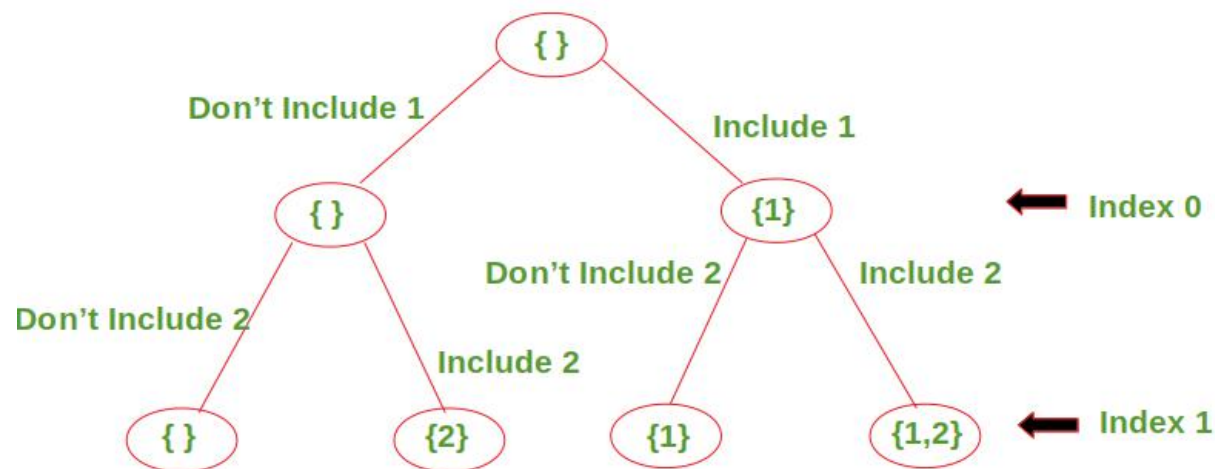 { }
Don't Include 1
Include 1
{ }
{1}
Index 0
Don't Include 2
Include 2
Don't Include 2
Include 2
{ }
{2}
{1}
{1,2}
Index 1